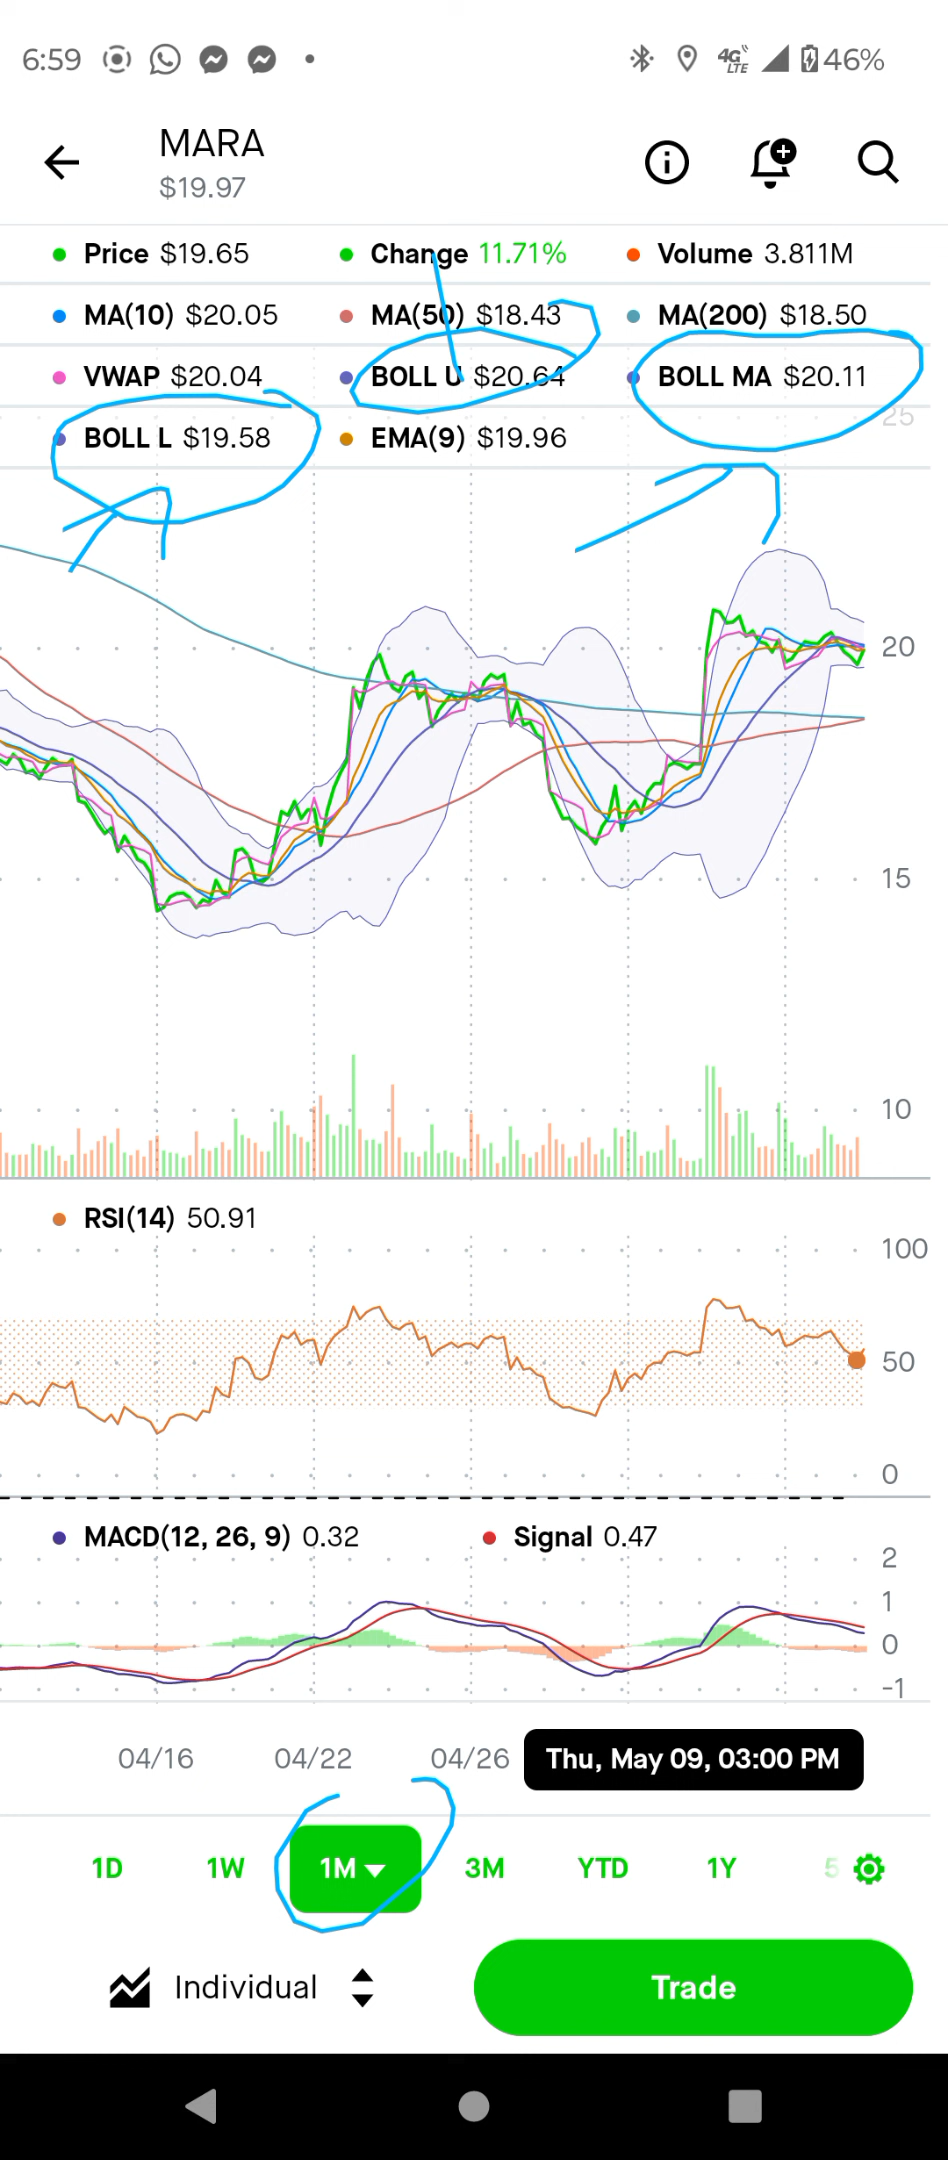 6:59 4G LTE 46%
MARA
$19.97
Price $19.65 Change 11.71% Volume 3.811M
MA(10) $20.05 MA(50) $18.43 MA(200) $18.50
VWAP $20.04 BOLL U $20.64 BOLL MA $20.11
25
BOLL L $19.58 EMA(9) $19.96
20
15
10
RSI(14) 50.91
100
50
0
MACD(12, 26, 9) 0.32 Signal 0.47
2
1
0
-1
04/16 04/22 04/26 Thu, May 09, 03:00 PM
1D 1W 1M 3M YTD 1Y 5
Individual Trade